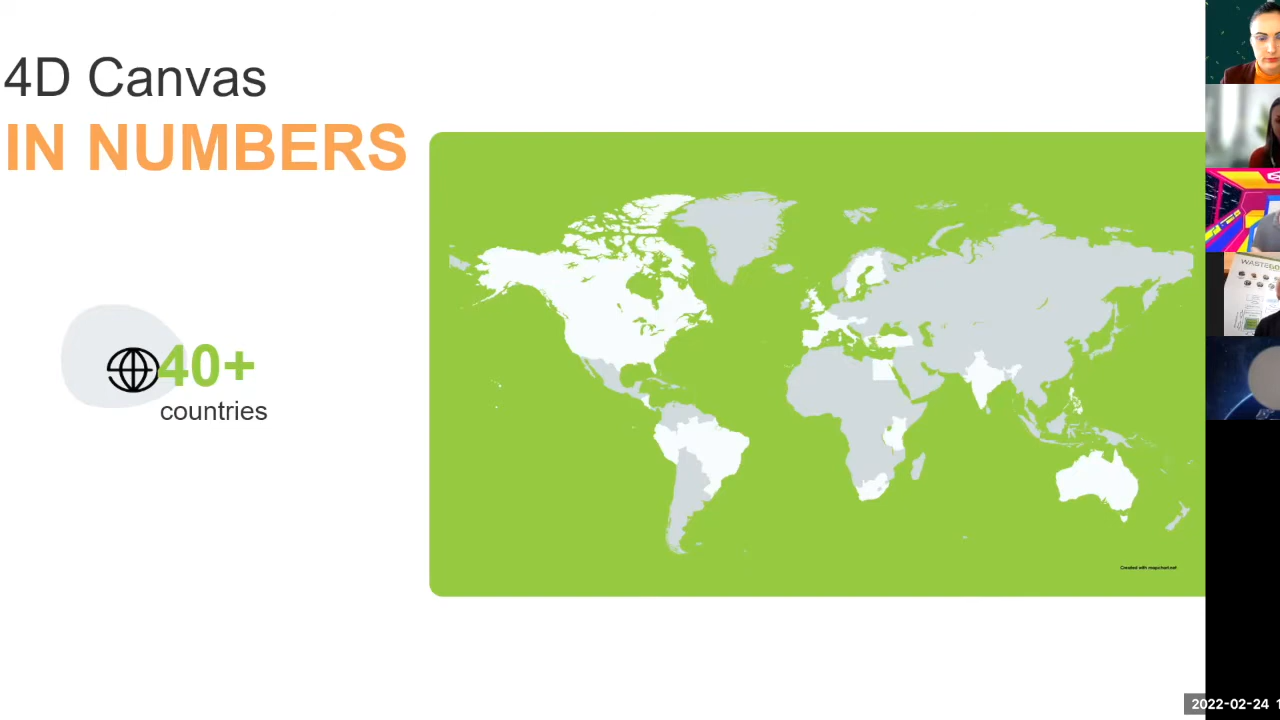 4D Canvas
IN NUMBERS
40+
countries
Created with mapchart.net
2022-02-24